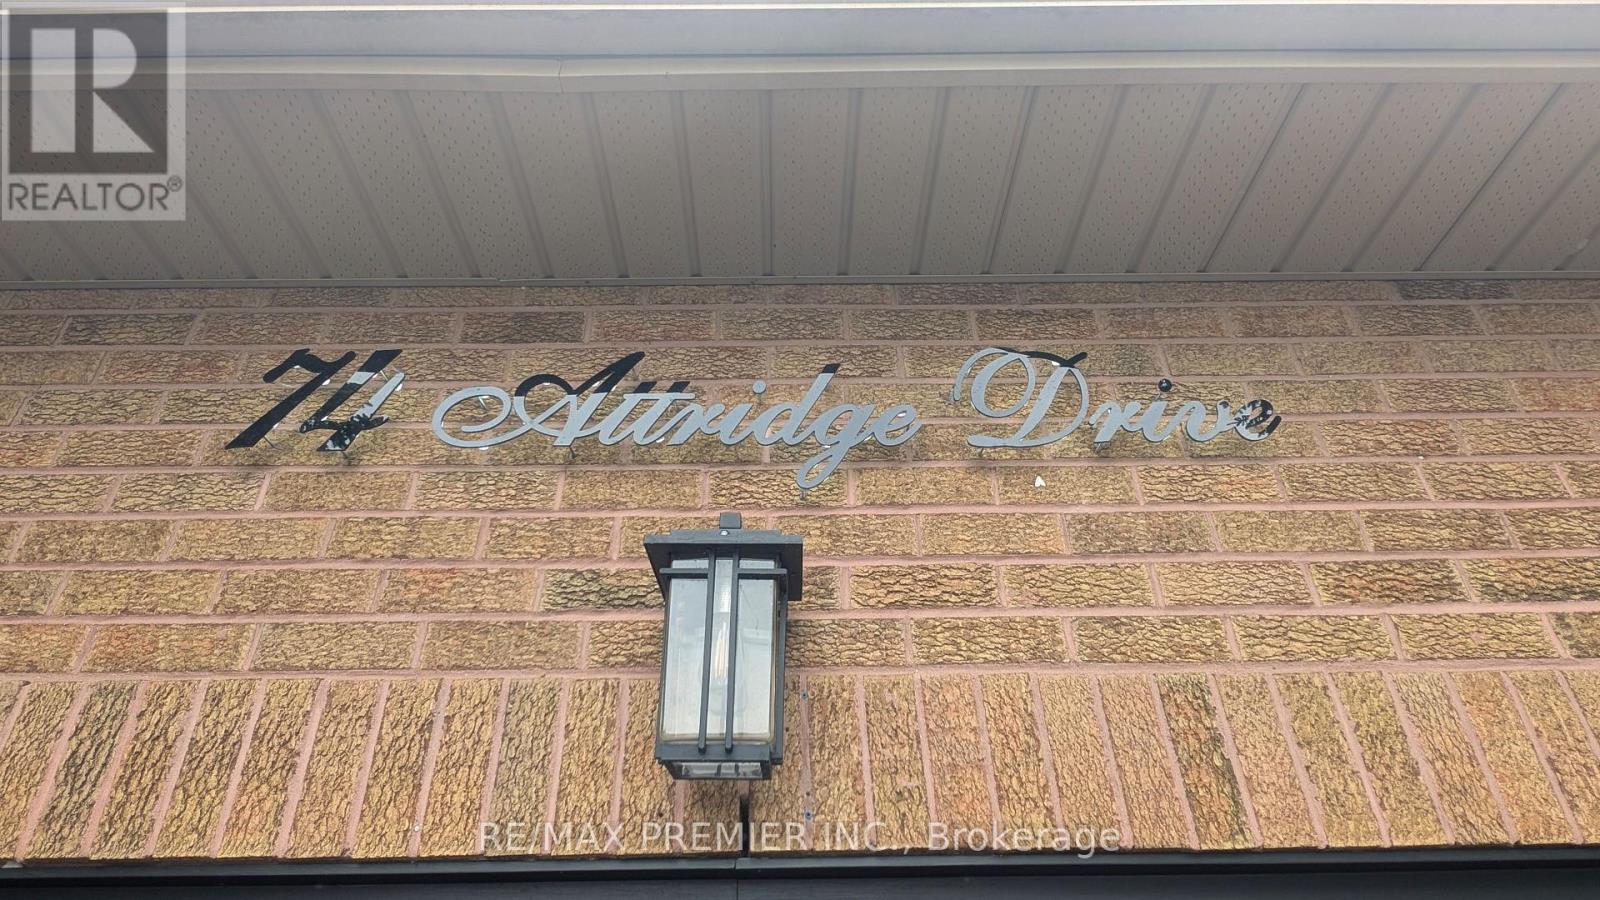 REALTOR®
74 Attridge Drive
RE/MAX PREMIER INC., Brokerage